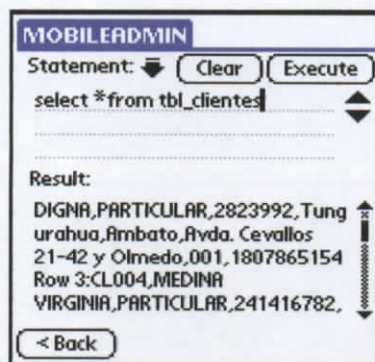 MOBILEADMIN
Statement: Clear Execute
select *from tbl_clientes
Result:
DIGNA,PARTICULAR,2823992,Tung
urahua,Ambato,Avda. Cevallos
21-42 y Olmedo,001,1807865154
Row 3:CL004,MEDINA
VIRGINIA,PARTICULAR,241416782,
< Back